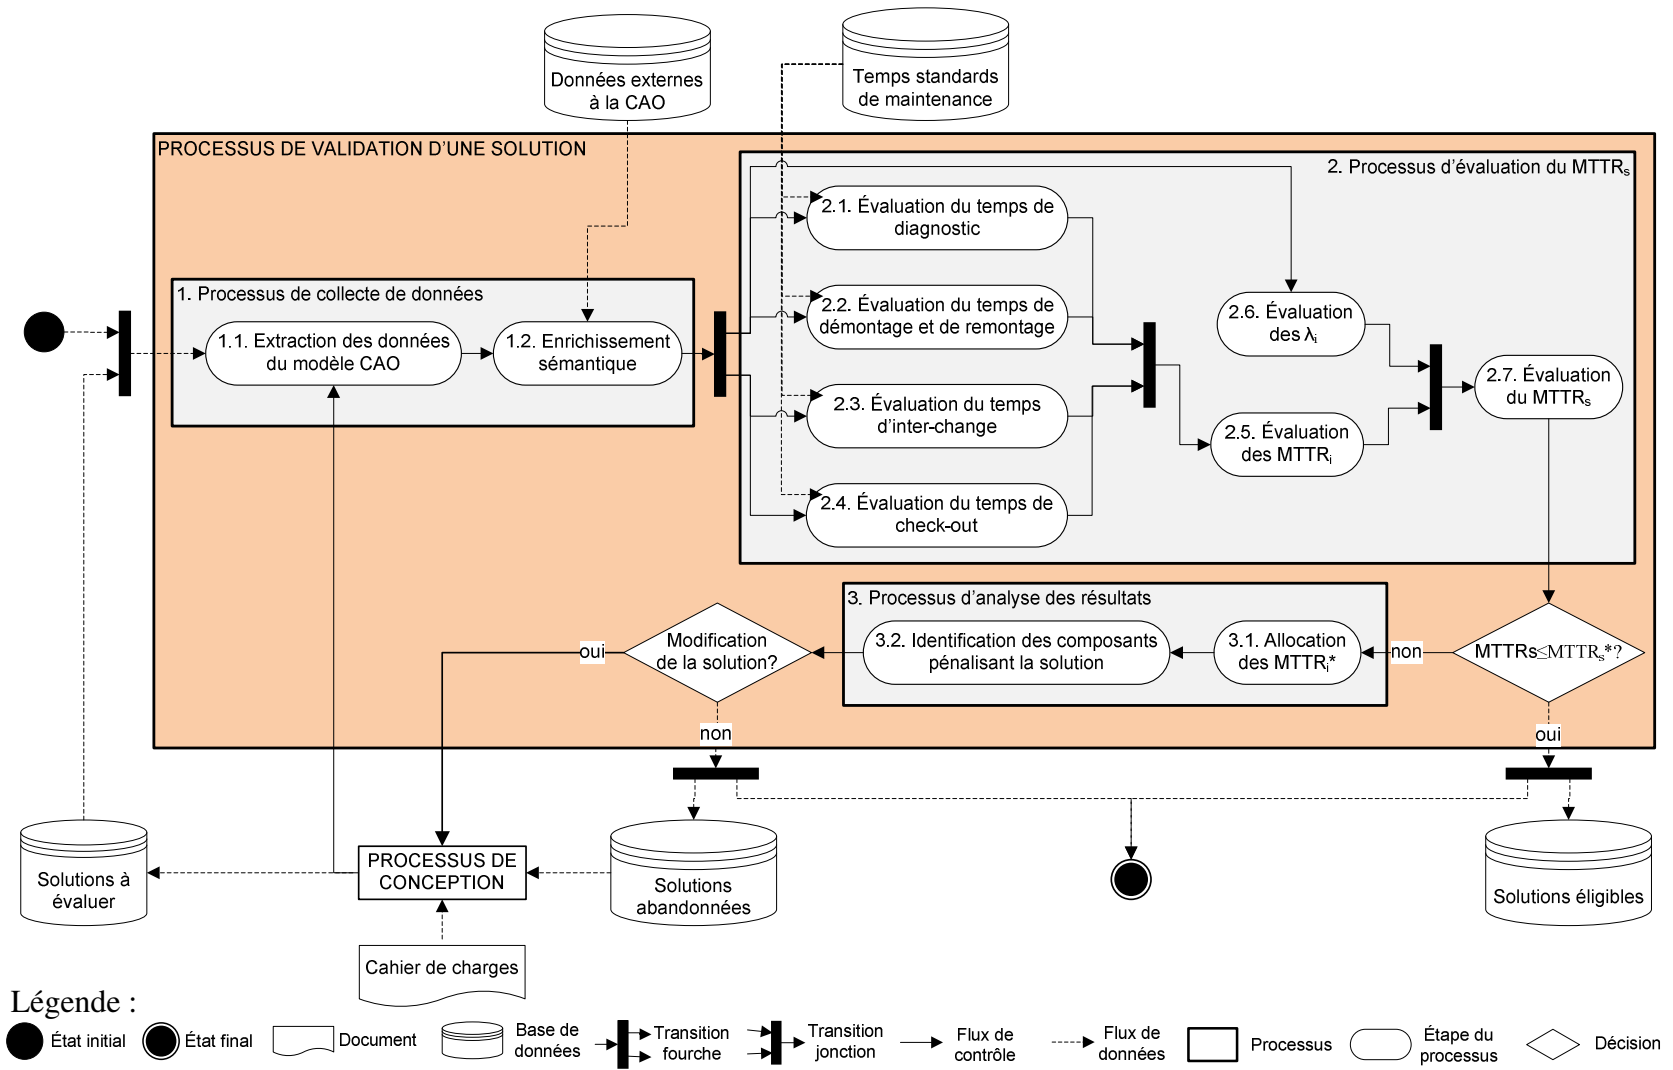 Données externes
à la CAO
Temps standards
de maintenance
PROCESSUS DE VALIDATION D'UNE SOLUTION
2. Processus d'évaluation du MTTRs
2.1. Évaluation du temps de
diagnostic
1. Processus de collecte de données
1.1. Extraction des données
du modèle CAO
1.2. Enrichissement
sémantique
2.2. Évaluation du temps de
démontage et de remontage
2.6. Évaluation
des λi
2.7. Évaluation
du MTTRs
2.3. Évaluation du temps
d'inter-change
2.5. Évaluation
des MTTRi
2.4. Évaluation du temps de
check-out
3. Processus d'analyse des résultats
Modification
de la solution?
oui
3.2. Identification des composants
pénalisant la solution
3.1. Allocation
des MTTRi*
non
MTTRs≤MTTRs*?
non
oui
Solutions à
évaluer
PROCESSUS DE
CONCEPTION
Solutions
abandonnées
Solutions éligibles
Cahier de charges
Légende :
État initial
État final
Document
Base de
données
Transition
fourche
Transition
jonction
Flux de
contrôle
Flux de
données
Processus
Étape du
processus
Décision